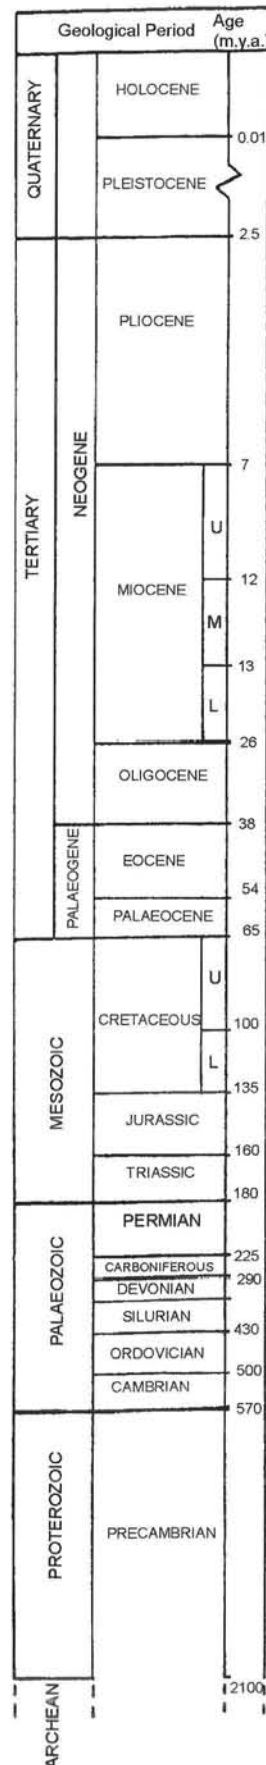 Geological Period Age
(m.y.a.)
QUATERNARY
HOLOCENE
0.01
PLEISTOCENE
2.5
TERTIARY
NEOGENE
PLIOCENE
7
MIOCENE
U
12
M
13
L
26
OLIGOCENE
38
PALAEOGENE
EOCENE
54
PALAEOCENE
65
MESOZOIC
CRETACEOUS
U
100
L
135
JURASSIC
160
TRIASSIC
180
PALAEOZOIC
PERMIAN
225
CARBONIFEROUS
290
DEVONIAN
SILURIAN
430
ORDOVICIAN
500
CAMBRIAN
570
PROTEROZOIC
PRECAMBRIAN
2100
ARCHEAN